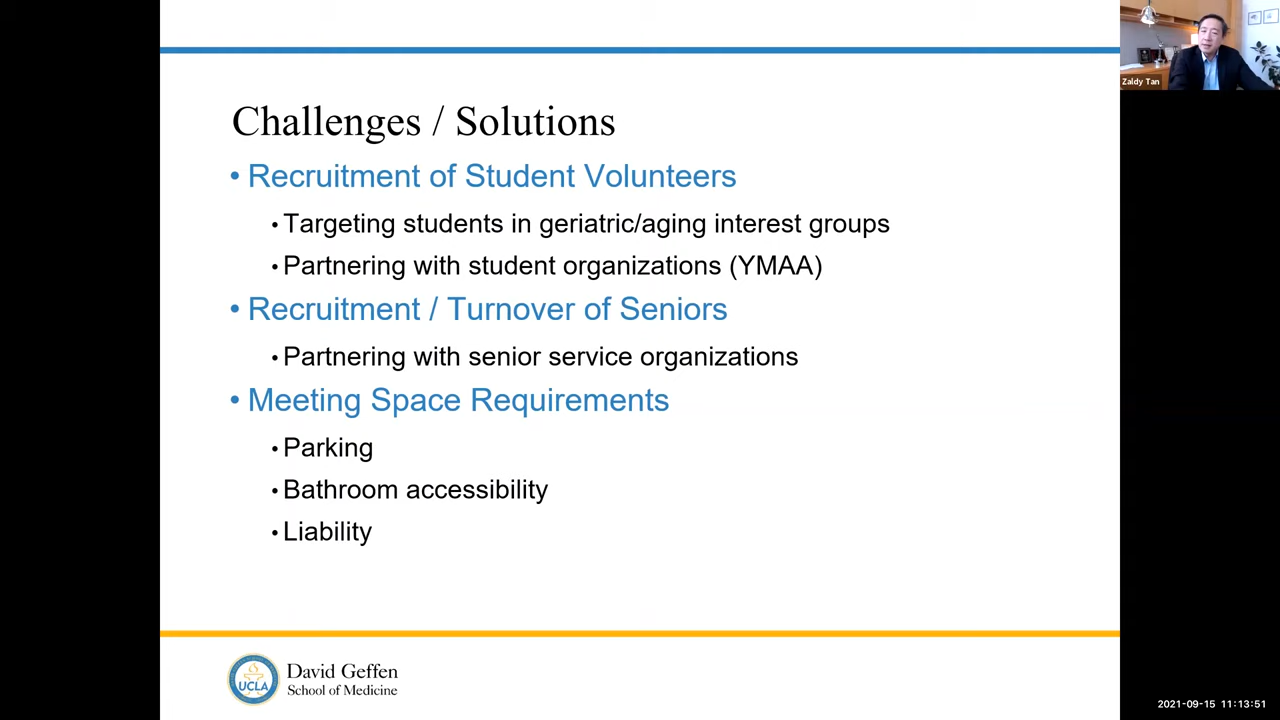 Zaldy Tan
Challenges / Solutions
• Recruitment of Student Volunteers
• Targeting students in geriatric/aging interest groups
• Partnering with student organizations (YMAA)
• Recruitment / Turnover of Seniors
• Partnering with senior service organizations
• Meeting Space Requirements
• Parking
• Bathroom accessibility
• Liability
UCLA
David Geffen
School of Medicine
2021-09-15 11:13:51